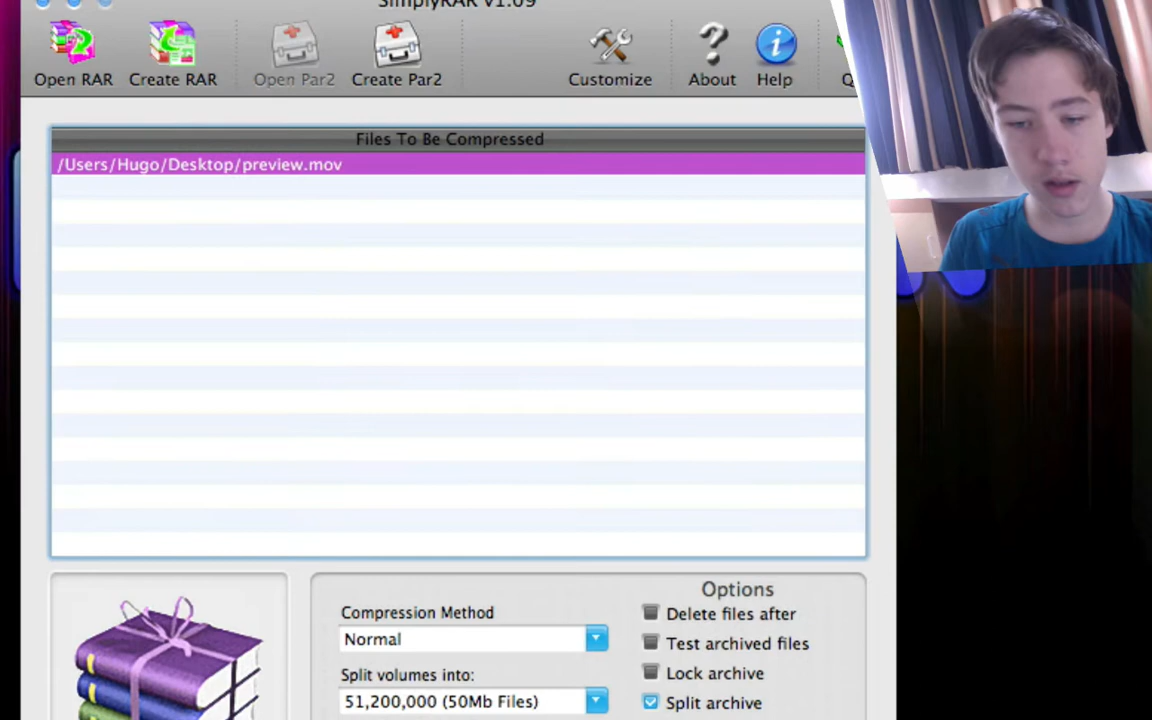 SimplyRAR v1.09
Open RAR Create RAR Open Par2 Create Par2 Customize About Help
Files To Be Compressed
/Users/Hugo/Desktop/preview.mov
Options
Compression Method
Delete files after
Normal
Test archived files
Split volumes into:
Lock archive
51,200,000 (50Mb Files)
Split archive